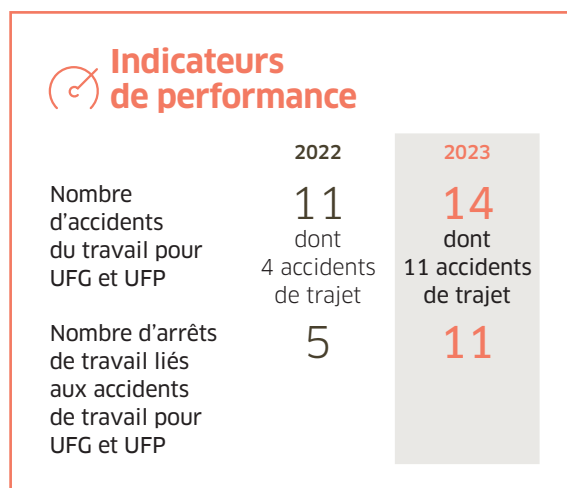 Indicateurs
de performance
2022 2023
Nombre
d'accidents
du travail pour
UFG et UFP
11
dont
4 accidents
de trajet
14
dont
11 accidents
de trajet
Nombre d'arrêts
de travail liés
aux accidents
de travail pour
UFG et UFP
5
11